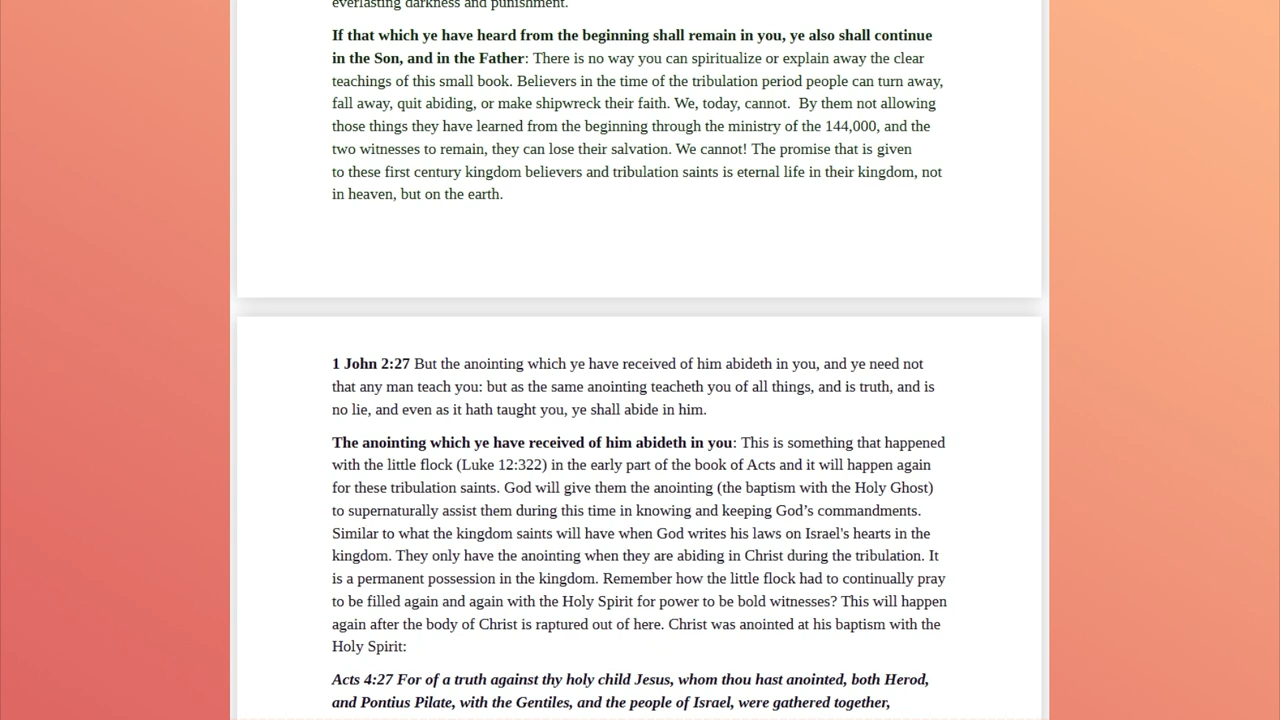 everlasting darkness and punishment.
If that which ye have heard from the beginning shall remain in you, ye also shall continue
in the Son, and in the Father: There is no way you can spiritualize or explain away the clear
teachings of this small book. Believers in the time of the tribulation period people can turn away,
fall away, quit abiding, or make shipwreck their faith. We, today, cannot.  By them not allowing
those things they have learned from the beginning through the ministry of the 144,000, and the
two witnesses to remain, they can lose their salvation. We cannot! The promise that is given
to these first century kingdom believers and tribulation saints is eternal life in their kingdom, not
in heaven, but on the earth.
1 John 2:27 But the anointing which ye have received of him abideth in you, and ye need not
that any man teach you: but as the same anointing teacheth you of all things, and is truth, and is
no lie, and even as it hath taught you, ye shall abide in him.
The anointing which ye have received of him abideth in you: This is something that happened
with the little flock (Luke 12:322) in the early part of the book of Acts and it will happen again
for these tribulation saints. God will give them the anointing (the baptism with the Holy Ghost)
to supernaturally assist them during this time in knowing and keeping God’s commandments.
Similar to what the kingdom saints will have when God writes his laws on Israel's hearts in the
kingdom. They only have the anointing when they are abiding in Christ during the tribulation. It
is a permanent possession in the kingdom. Remember how the little flock had to continually pray
to be filled again and again with the Holy Spirit for power to be bold witnesses? This will happen
again after the body of Christ is raptured out of here. Christ was anointed at his baptism with the
Holy Spirit:
Acts 4:27 For of a truth against thy holy child Jesus, whom thou hast anointed, both Herod,
and Pontius Pilate, with the Gentiles, and the people of Israel, were gathered together,